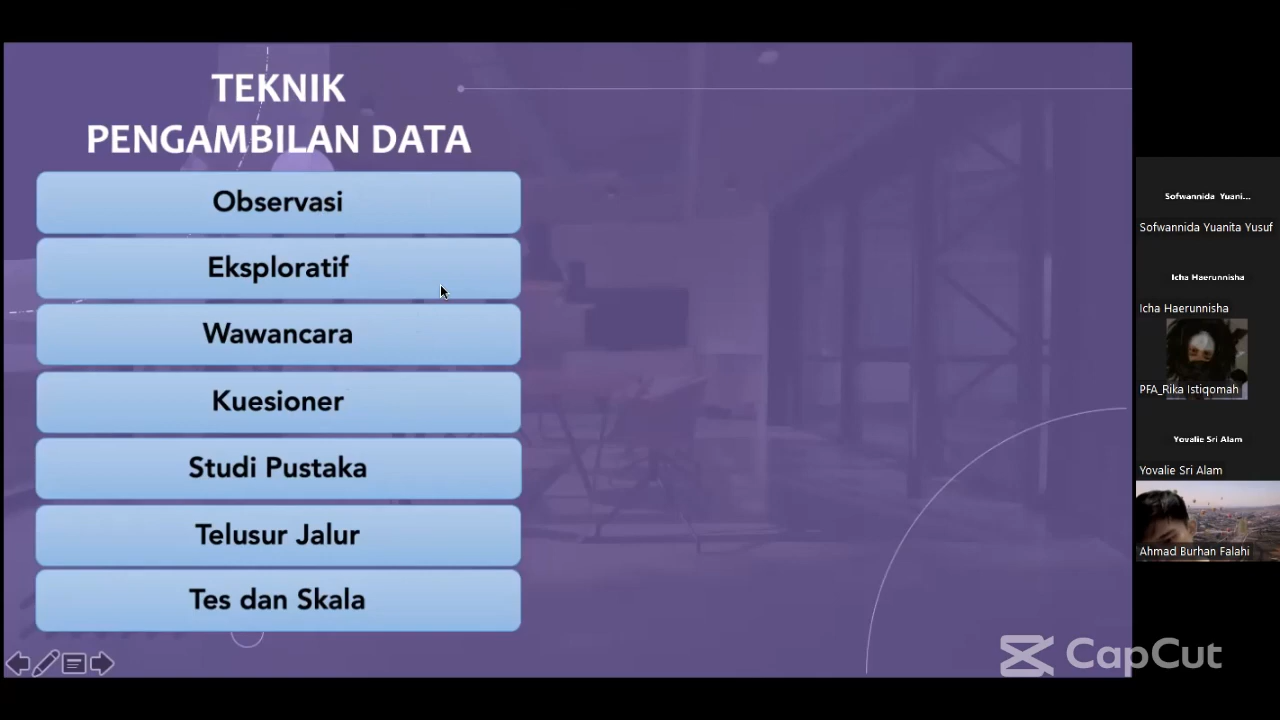 TEKNIK
PENGAMBILAN DATA
Observasi
Eksploratif
Wawancara
Kuesioner
Studi Pustaka
Telusur Jalur
Tes dan Skala
Sofwannida Yuani...
Sofwannida Yuanita Yusuf
Icha Haerunnisha
Icha Haerunnisha
PFA_Rika Istiqomah
Yovalie Sri Alam
Yovalie Sri Alam
Ahmad Burhan Falahi
CapCut